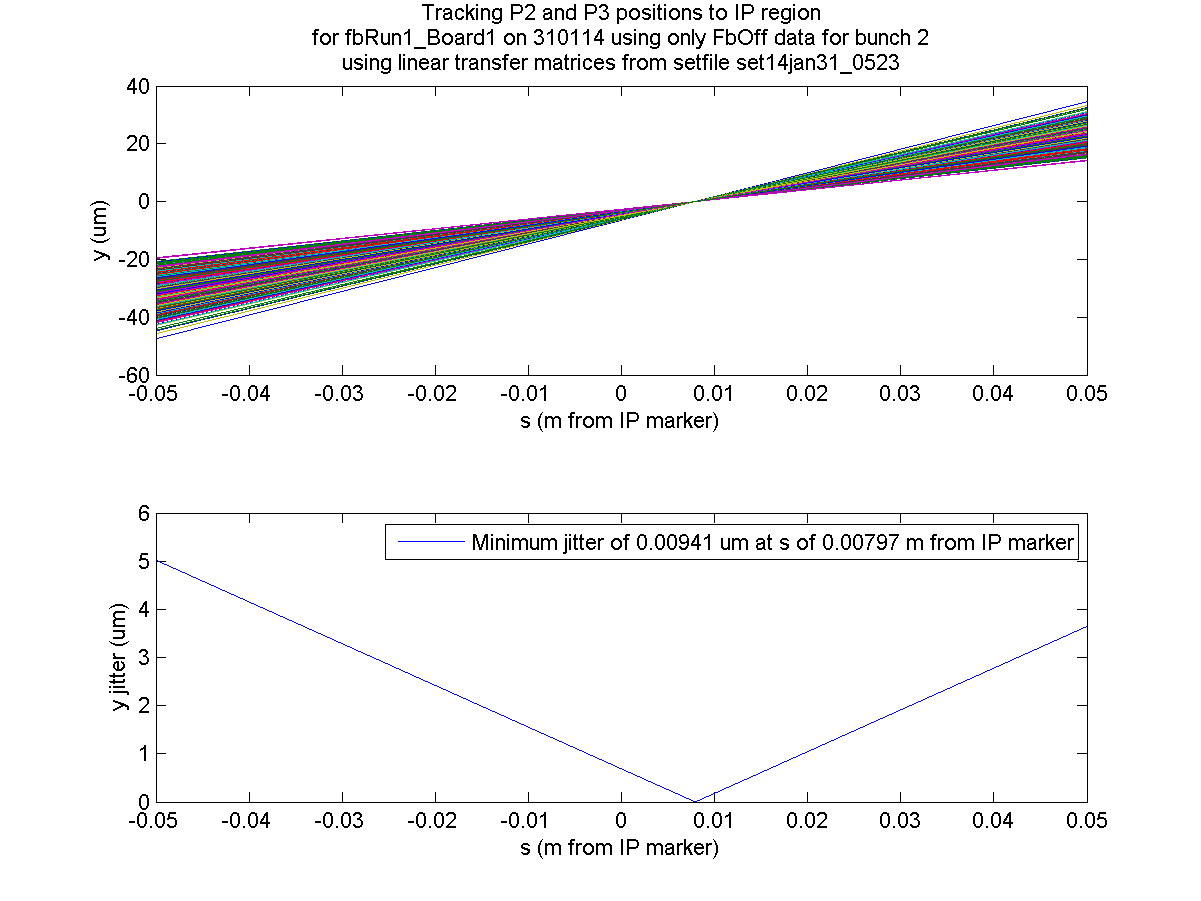 Tracking P2 and P3 positions to IP region
for fbRun1_Board1 on 310114 using only FbOff data for bunch 2
using linear transfer matrices from setfile set14jan31_0523
40
20
0
-20
-40
-60
y (um)
-0.05 -0.04 -0.03 -0.02 -0.01 0 0.01 0.02 0.03 0.04 0.05
s (m from IP marker)
6
5
4
3
2
1
0
y jitter (um)
Minimum jitter of 0.00941 um at s of 0.00797 m from IP marker
-0.05 -0.04 -0.03 -0.02 -0.01 0 0.01 0.02 0.03 0.04 0.05
s (m from IP marker)